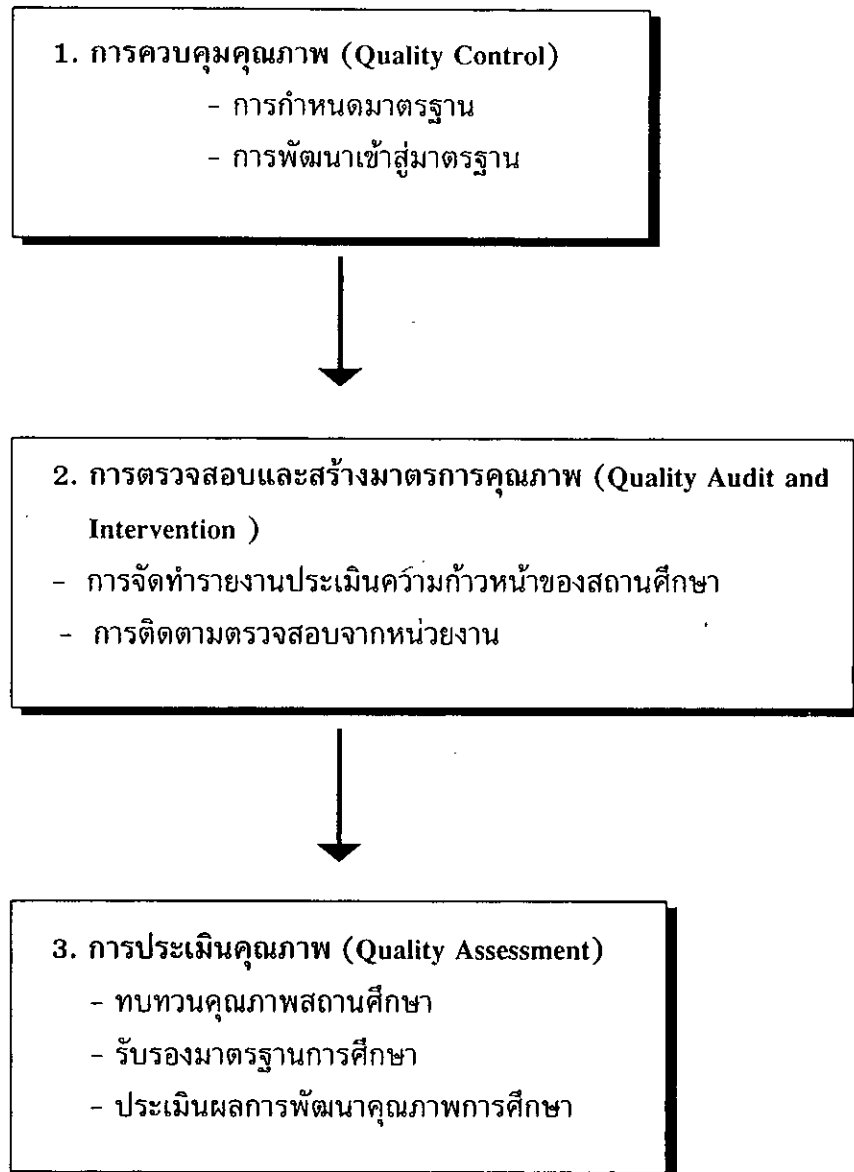 1. การควบคุมคุณภาพ (Quality Control)
- การกำหนดมาตรฐาน
- การพัฒนาเข้าสู่มาตรฐาน
2. การตรวจสอบและสร้างมาตรการคุณภาพ (Quality Audit and
Intervention )
- การจัดทำรายงานประเมินความก้าวหน้าของสถานศึกษา
- การติดตามตรวจสอบจากหน่วยงาน
3. การประเมินคุณภาพ (Quality Assessment)
- ทบทวนคุณภาพสถานศึกษา
- รับรองมาตรฐานการศึกษา
- ประเมินผลการพัฒนาคุณภาพการศึกษา